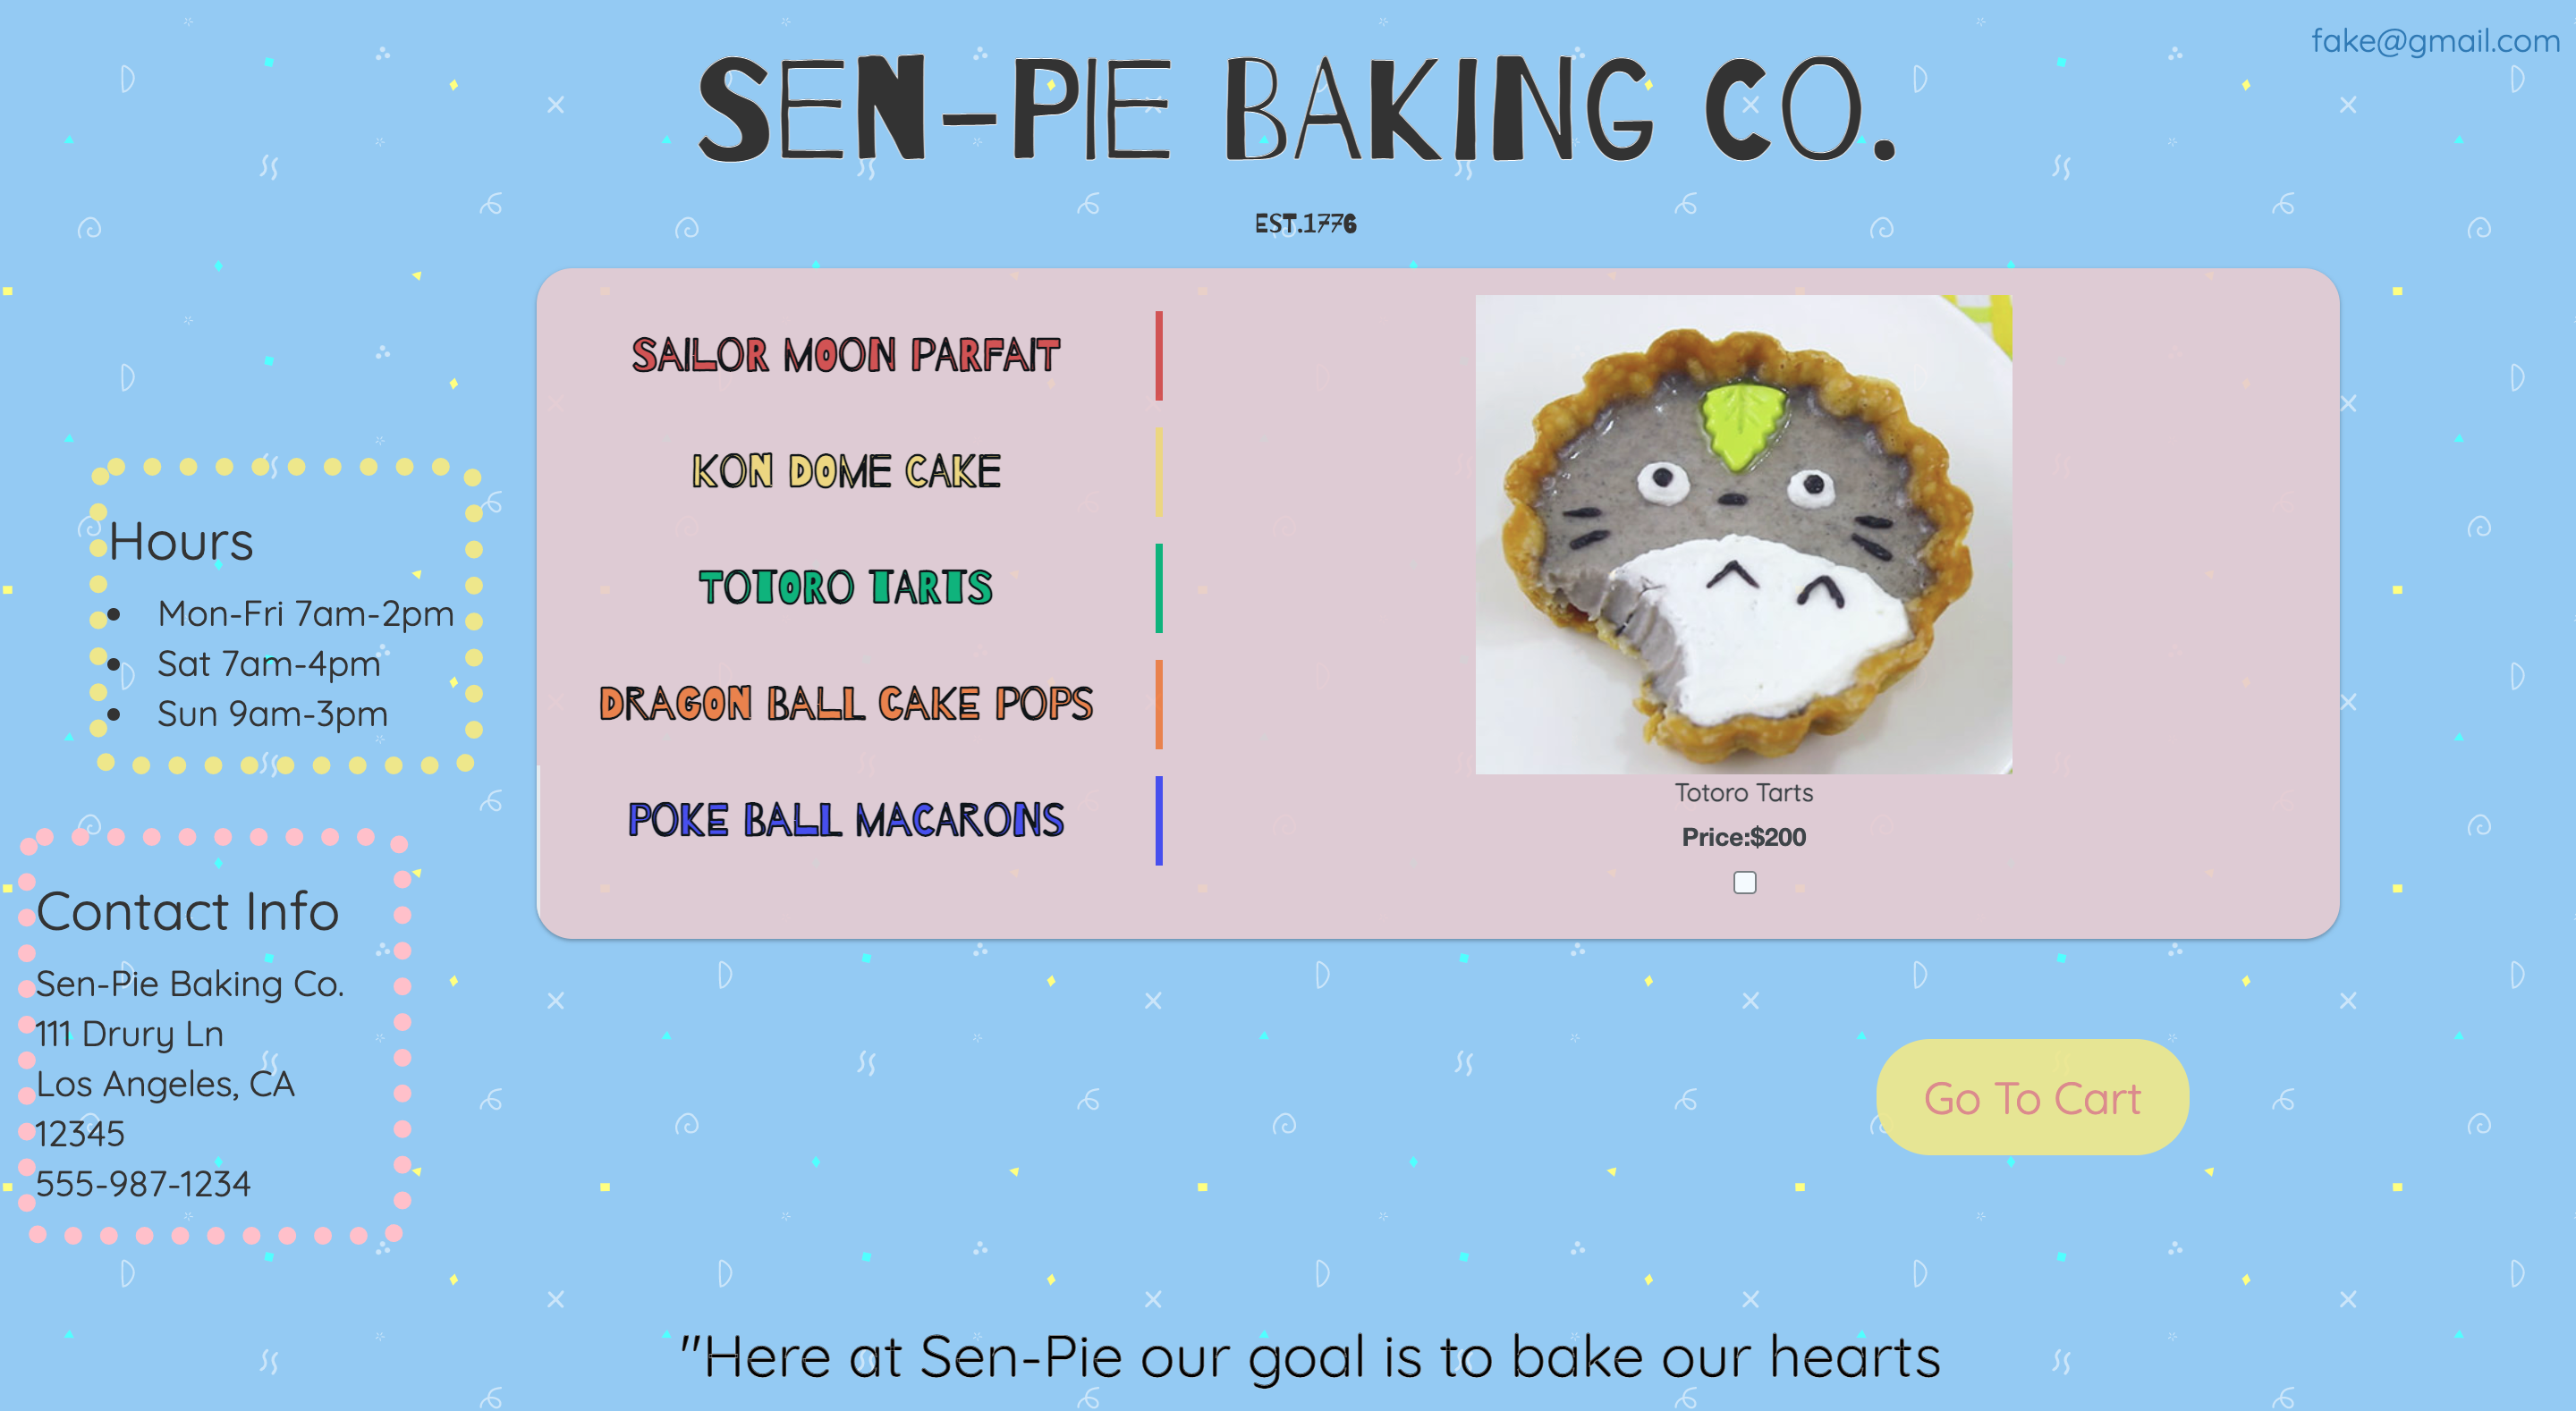 fake@gmail.com
SEN-PIE BAKING CO.
EST.1776
SAILOR MOON PARFAIT
KON DOME CAKE
TOTORO TARTS
DRAGON BALL CAKE POPS
POKE BALL MACARONS
Totoro Tarts
Price:$200
Hours
Mon-Fri 7am-2pm
Sat 7am-4pm
Sun 9am-3pm
Contact Info
Sen-Pie Baking Co.
111 Drury Ln
Los Angeles, CA
12345
555-987-1234
Go To Cart
"Here at Sen-Pie our goal is to bake our hearts